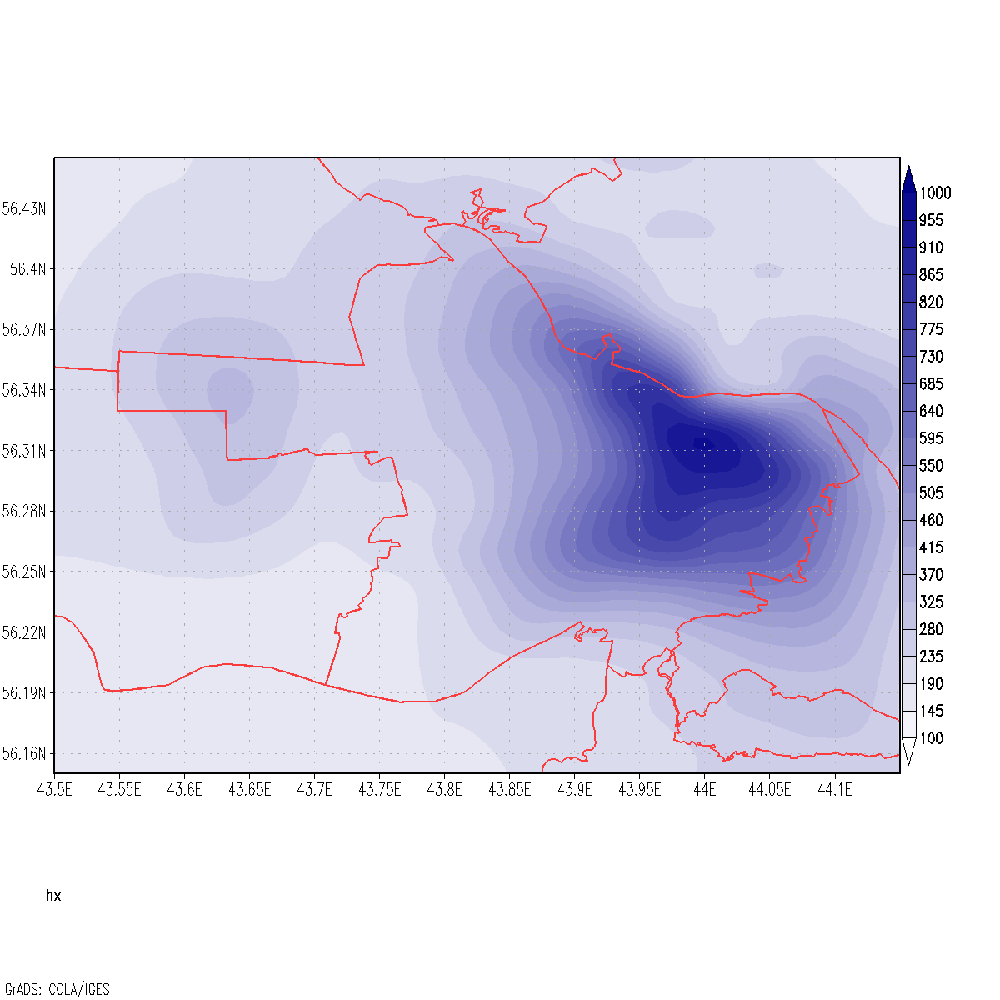 56.43N
56.4N
56.37N
56.34N
56.31N
56.28N
56.25N
56.22N
56.19N
56.16N
43.5E 43.55E 43.6E 43.65E 43.7E 43.75E 43.8E 43.85E 43.9E 43.95E 44E 44.05E 44.1E
1000
955
910
865
820
775
730
685
640
595
550
505
460
415
370
325
280
235
190
145
100
hx
GrADS: COLA/IGES